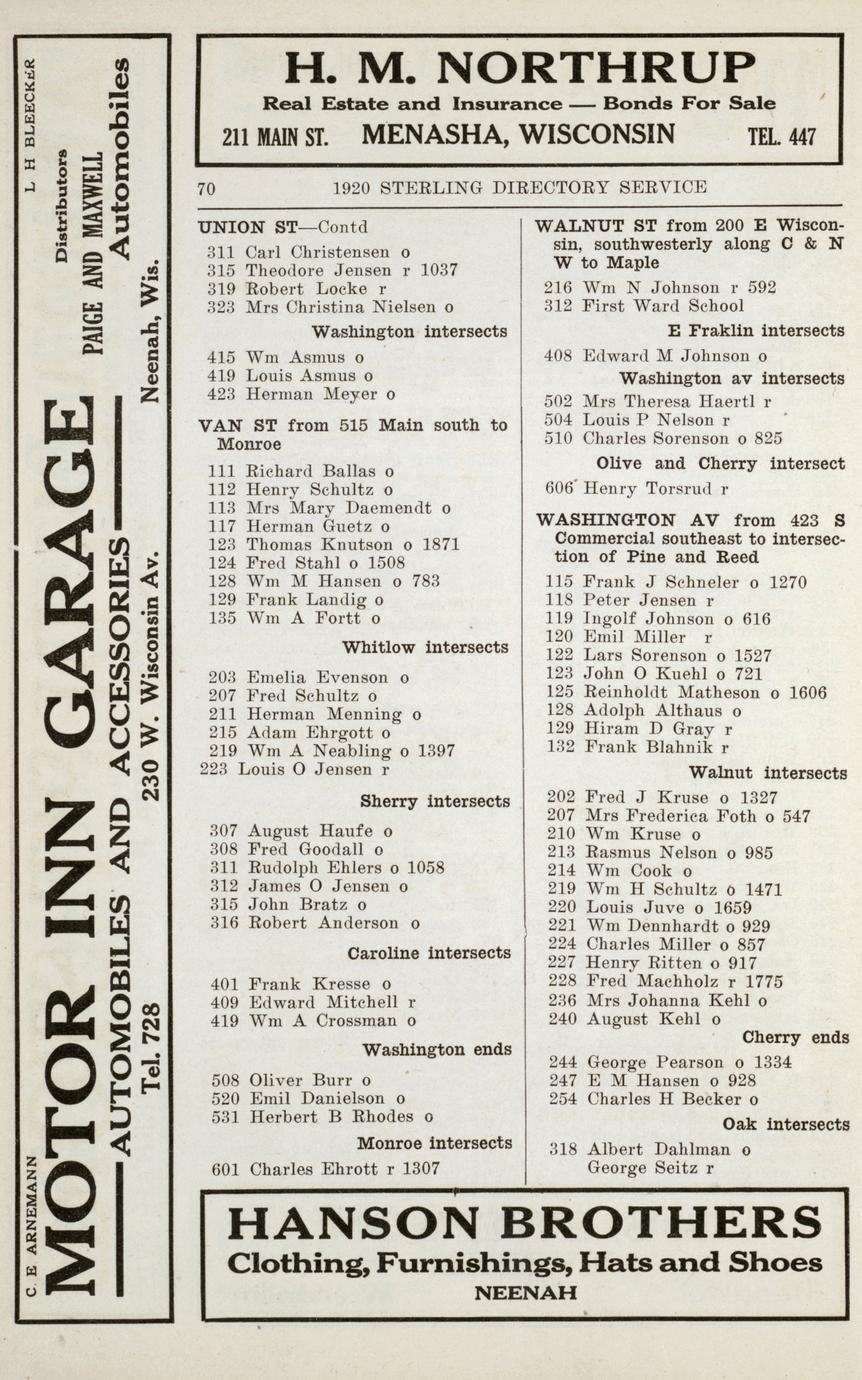 H. M. NORTHRUP
Real Estate and Insurance — Bonds For Sale
211 MAIN ST. MENASHA, WISCONSIN TEL. 447
70 1920 STERLING DIRECTORY SERVICE
UNION ST—Contd
311 Carl Christensen o
315 Theodore Jensen r 1037
319 Robert Locke r
323 Mrs Christina Nielsen o
Washington intersects
415 Wm Asmus o
419 Louis Asmus o
423 Herman Meyer o
VAN ST from 515 Main south to
Monroe
111 Richard Ballas o
112 Henry Schultz o
113 Mrs Mary Daemendt o
117 Herman Guetz o
123 Thomas Knutson o 1871
124 Fred Stahl o 1508
128 Wm M Hansen o 783
129 Frank Landig o
135 Wm A Fortt o
Whitlow intersects
203 Emelia Evenson o
207 Fred Schultz o
211 Herman Menning o
215 Adam Ehrgott o
219 Wm A Neabling o 1397
223 Louis O Jensen r
Sherry intersects
307 August Haufe o
308 Fred Goodall o
311 Rudolph Ehlers o 1058
312 James O Jensen o
315 John Bratz o
316 Robert Anderson o
Caroline intersects
401 Frank Kresse o
409 Edward Mitchell r
419 Wm A Crossman o
Washington ends
508 Oliver Burr o
520 Emil Danielson o
531 Herbert B Rhodes o
Monroe intersects
601 Charles Ehrott r 1307
WALNUT ST from 200 E Wiscon-
sin, southwesterly along C & N
W to Maple
216 Wm N Johnson r 592
312 First Ward School
E Fraklin intersects
408 Edward M Johnson o
Washington av intersects
502 Mrs Theresa Haertl r
504 Louis P Nelson r
510 Charles Sorenson o 825
Olive and Cherry intersect
606 Henry Torsrud r
WASHINGTON AV from 423 S
Commercial southeast to intersec-
tion of Pine and Reed
115 Frank J Schneler o 1270
118 Peter Jensen r
119 Ingolf Johnson o 616
120 Emil Miller r
122 Lars Sorenson o 1527
123 John O Kuehl o 721
125 Reinholdt Matheson o 1606
128 Adolph Althaus o
129 Hiram D Gray r
132 Frank Blahnik r
Walnut intersects
202 Fred J Kruse o 1327
207 Mrs Frederica Foth o 547
210 Wm Kruse o
213 Rasmus Nelson o 985
214 Wm Cook o
219 Wm H Schultz o 1471
220 Louis Juve o 1659
221 Wm Dennhardt o 929
224 Charles Miller o 857
227 Henry Ritten o 917
228 Fred Machholz r 1775
236 Mrs Johanna Kehl o
240 August Kehl o
Cherry ends
244 George Pearson o 1334
247 E M Hansen o 928
254 Charles H Becker o
Oak intersects
318 Albert Dahlman o
George Seitz r
HANSON BROTHERS
Clothing, Furnishings, Hats and Shoes
NEENAH
C. E ARNEMANN L H BLEECKER
MOTOR INN GARAGE
Distributors
PAIGE AND MAXWELL
Automobiles
AUTOMOBILES AND ACCESSORIES
Tel. 728 230 W. Wisconsin Av. Neenah, Wis.